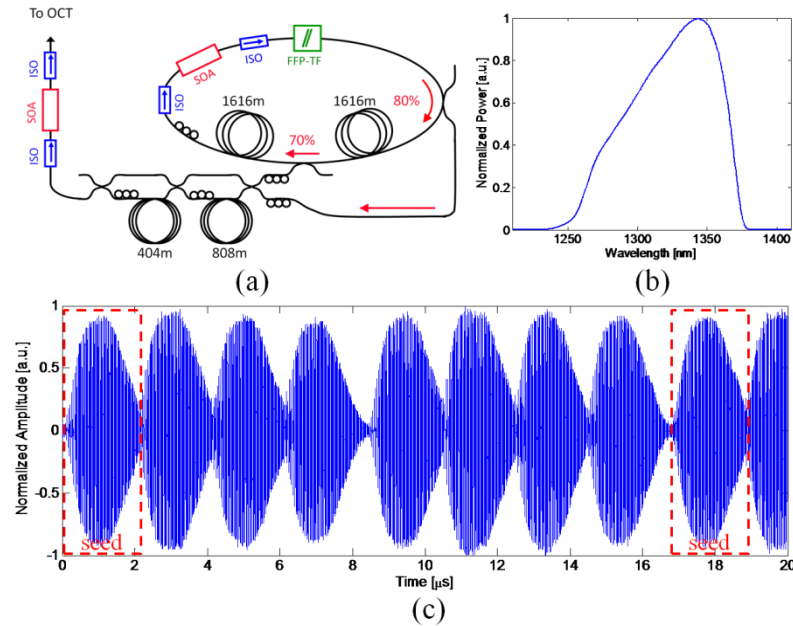 To OCT
ISO
SOA
ISO
ISO
SOA
ISO
FFP-TF
1616m
1616m
80%
70%
404m
808m
(a)
Normalized Power [a.u.]
1
0.8
0.6
0.4
0.2
0
1250
1300
1350
1400
Wavelength [nm]
(b)
Normalized Amplitude [a.u.]
1
0.5
0
-0.5
-1
seed
seed
0
2
4
6
8
10
12
14
16
18
20
Time [µs]
(c)